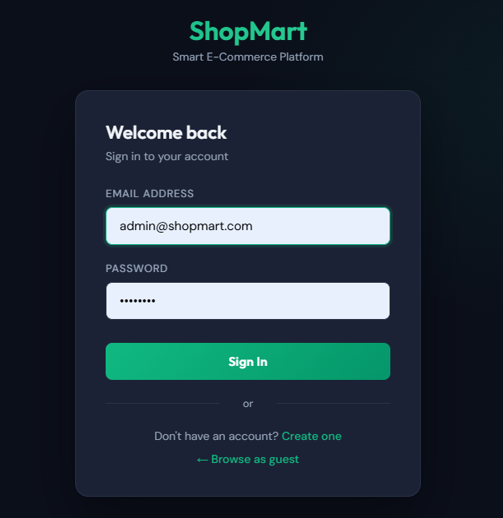 ShopMart
Smart E-Commerce Platform
Welcome back
Sign in to your account
EMAIL ADDRESS
admin@shopmart.com
PASSWORD
••••••••
Sign In
or
Don't have an account? Create one
← Browse as guest